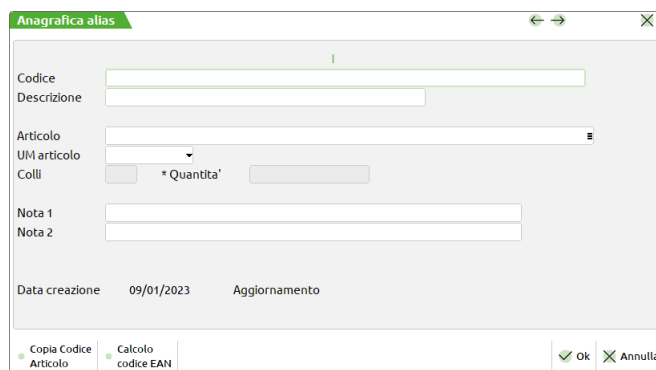 Anagrafica alias
Codice
Descrizione
Articolo
UM articolo
Colli * Quantita'
Nota 1
Nota 2
Data creazione 09/01/2023 Aggiornamento
Copia Codice Articolo
Calcolo codice EAN
Ok
Annulla